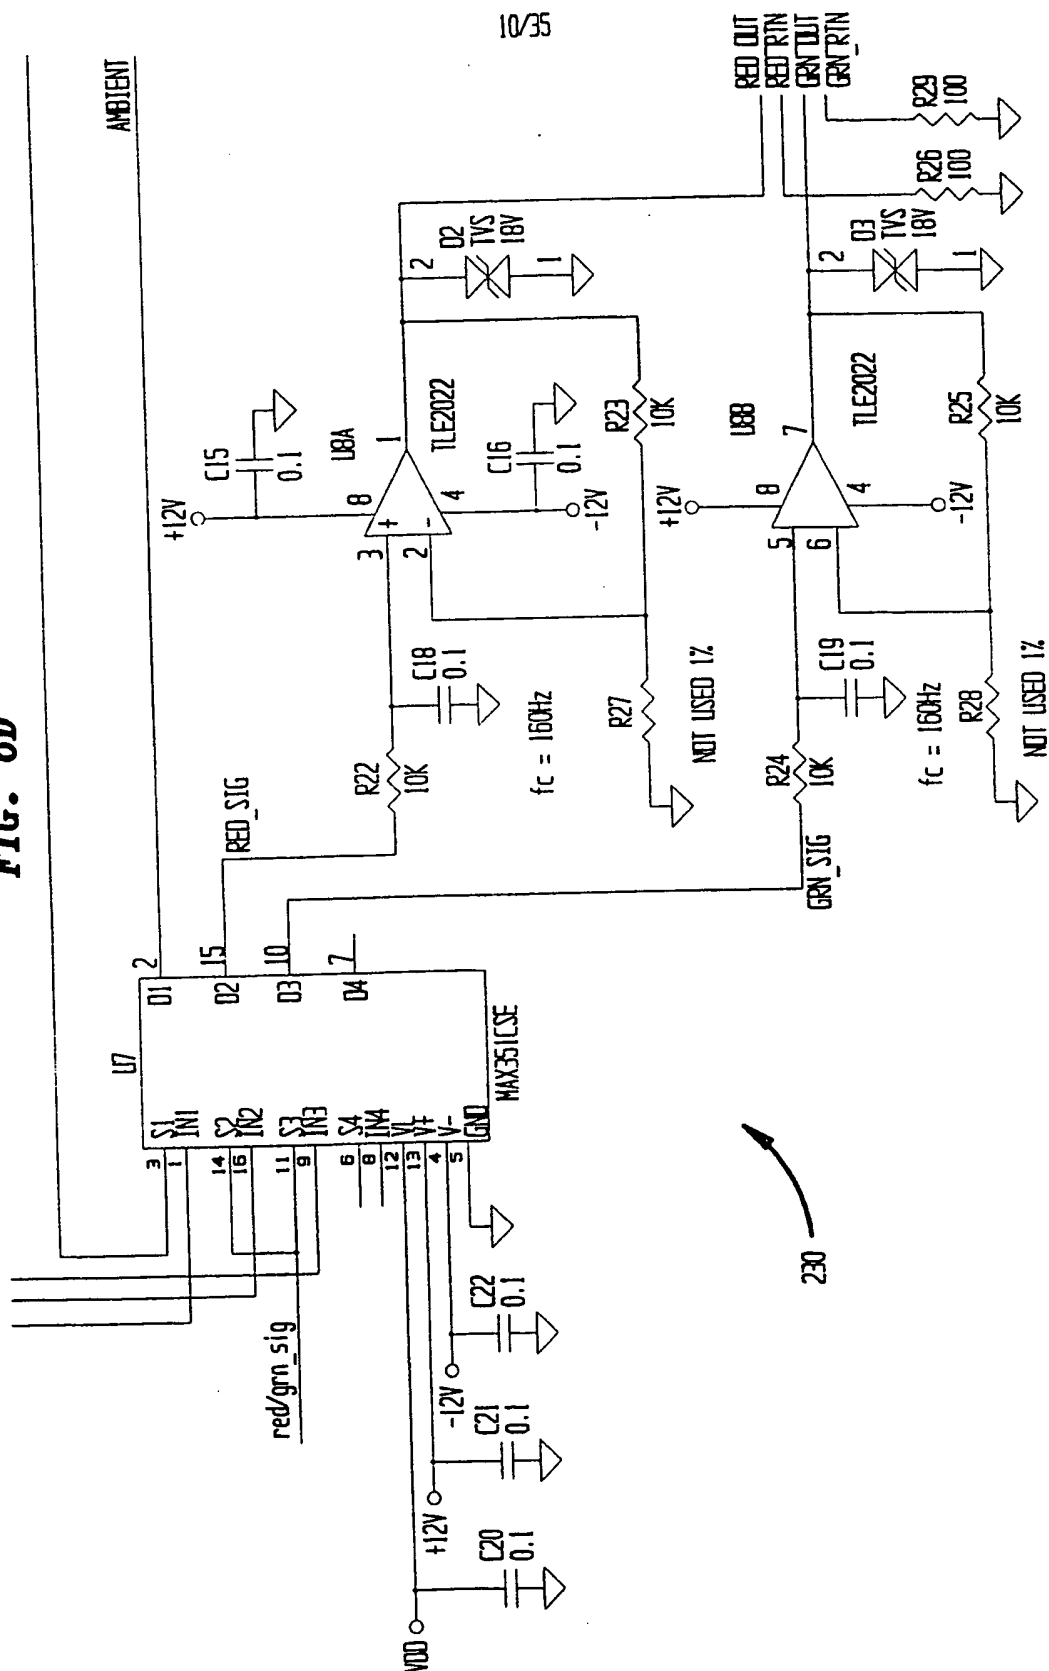 10/35
FIG. 8D
AMBIENT
RED_OUT
RED_RTN
GRN_OUT
GRN_RTN
R29
100
R26
100
D2
TVS
18V
2
1
D3
TVS
18V
2
1
+12V
C15
0.1
U8A
8
3
+
2
-
1
4
TLE2022
C16
0.1
-12V
R23
10K
R22
10K
C18
0.1
fc = 160Hz
R27
NOT USED 1%
+12V
U8B
8
5
6
7
4
TLE2022
-12V
R25
10K
R24
10K
C19
0.1
fc = 160Hz
R28
NOT USED 1%
RED_SIG
GRN_SIG
U7
MAX351CSE
D1
2
D2
15
D3
10
D4
7
3
S1
1
IN1
14
S2
16
IN2
11
S3
9
IN3
6
S4
8
IN4
12
VL
13
V+
4
V-
5
GND
red/grn_sig
VDD
C20
0.1
+12V
C21
0.1
-12V
C22
0.1
230